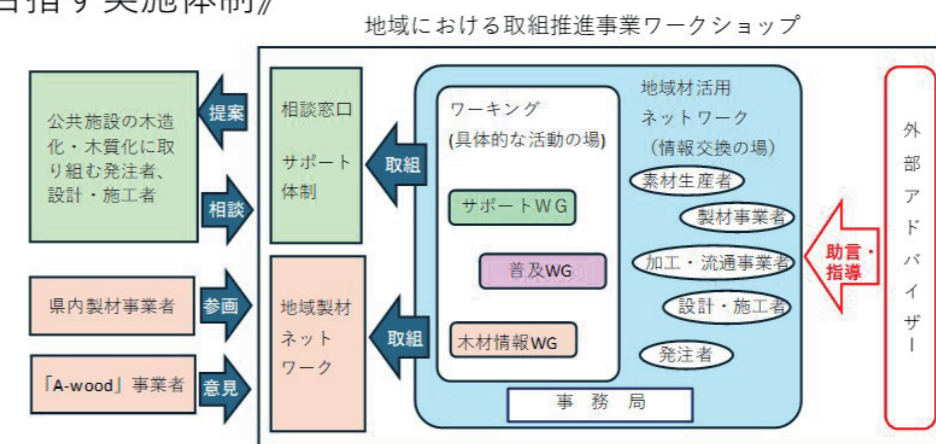 目指す実施体制》
地域における取組推進事業ワークショップ
公共施設の木造
化・木質化に取
り組む発注者、
設計・施工者
提案
相談
相談窓口
サポート
体制
取組
ワーキング
(具体的な活動の場)
サポートWG
普及WG
木材情報WG
地域材活用
ネットワーク
（情報交換の場）
素材生産者
製材事業者
加工・流通事業者
設計・施工者
発注者
事務局
助言・
指導
外部アドバイザー
県内製材事業者
参画
「A-wood」事業者
意見
地域製材
ネット
ワーク
取組